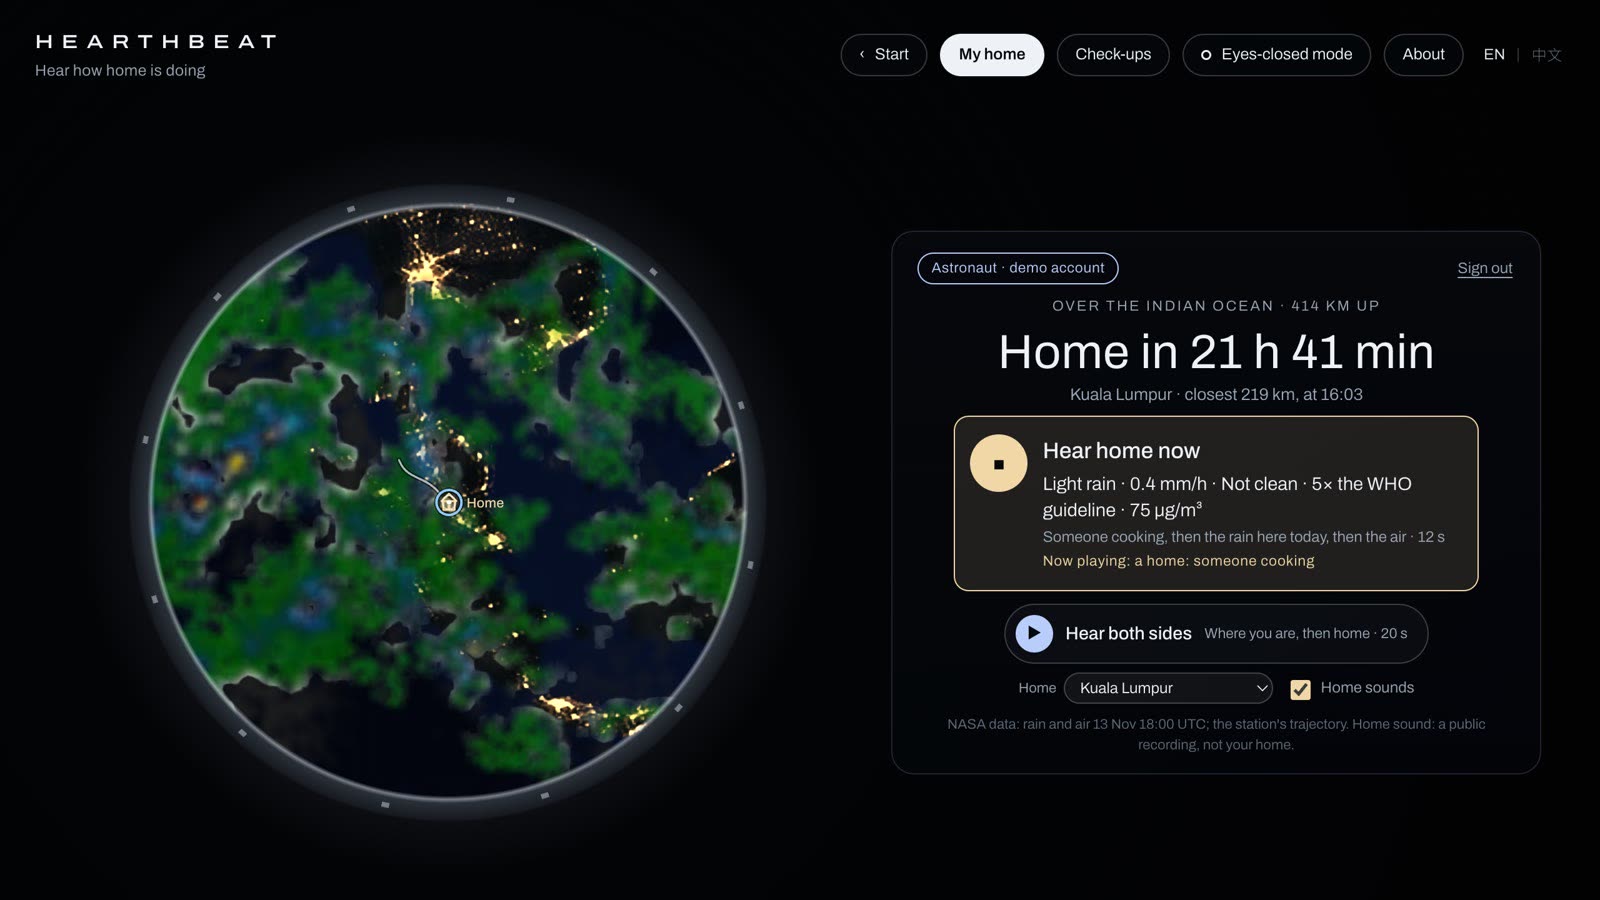 HEARTHBEAT
Hear how home is doing
‹ Start
My home
Check-ups
Eyes-closed mode
About
EN | 中文
Home
Astronaut · demo account
Sign out
OVER THE INDIAN OCEAN · 414 KM UP
Home in 21 h 41 min
Kuala Lumpur · closest 219 km, at 16:03
Hear home now
Light rain · 0.4 mm/h · Not clean · 5× the WHO
guideline · 75 µg/m³
Someone cooking, then the rain here today, then the air · 12 s
Now playing: a home: someone cooking
Hear both sides Where you are, then home · 20 s
Home Kuala Lumpur Home sounds
NASA data: rain and air 13 Nov 18:00 UTC; the station's trajectory. Home sound: a public
recording, not your home.